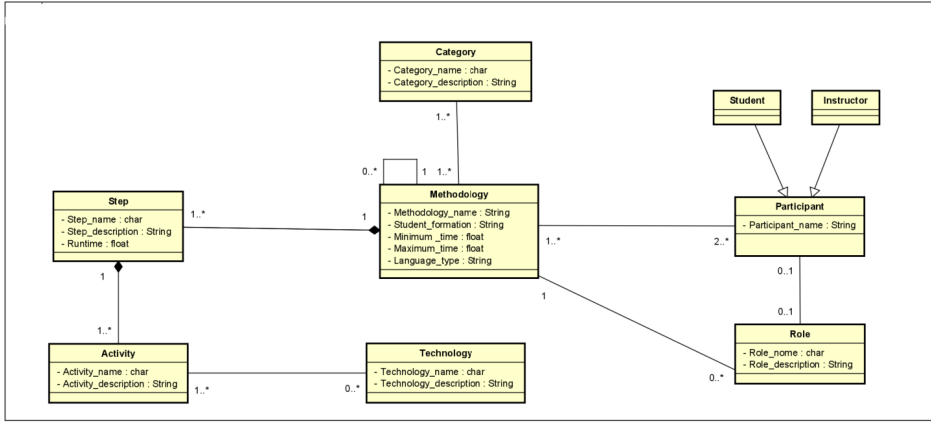 Category
- Category_name : char
- Category_description : String
1..*
Student
Instructor
0..*
1
1..*
Methodology
- Methodology_name : String
- Student_formation : String
- Minimum _time : float
- Maximum_time : float
- Language_type : String
Step
- Step_name : char
- Step_description : String
- Runtime : float
1..*
1
Participant
- Participant_name : String
1..*
2..*
0..1
1
1
0..1
1..*
Activity
- Activity_name : char
- Activity_description : String
1..*
Technology
- Technology_name : char
- Technology_description : String
0..*
Role
- Role_nome : char
- Role_description : String
0..*